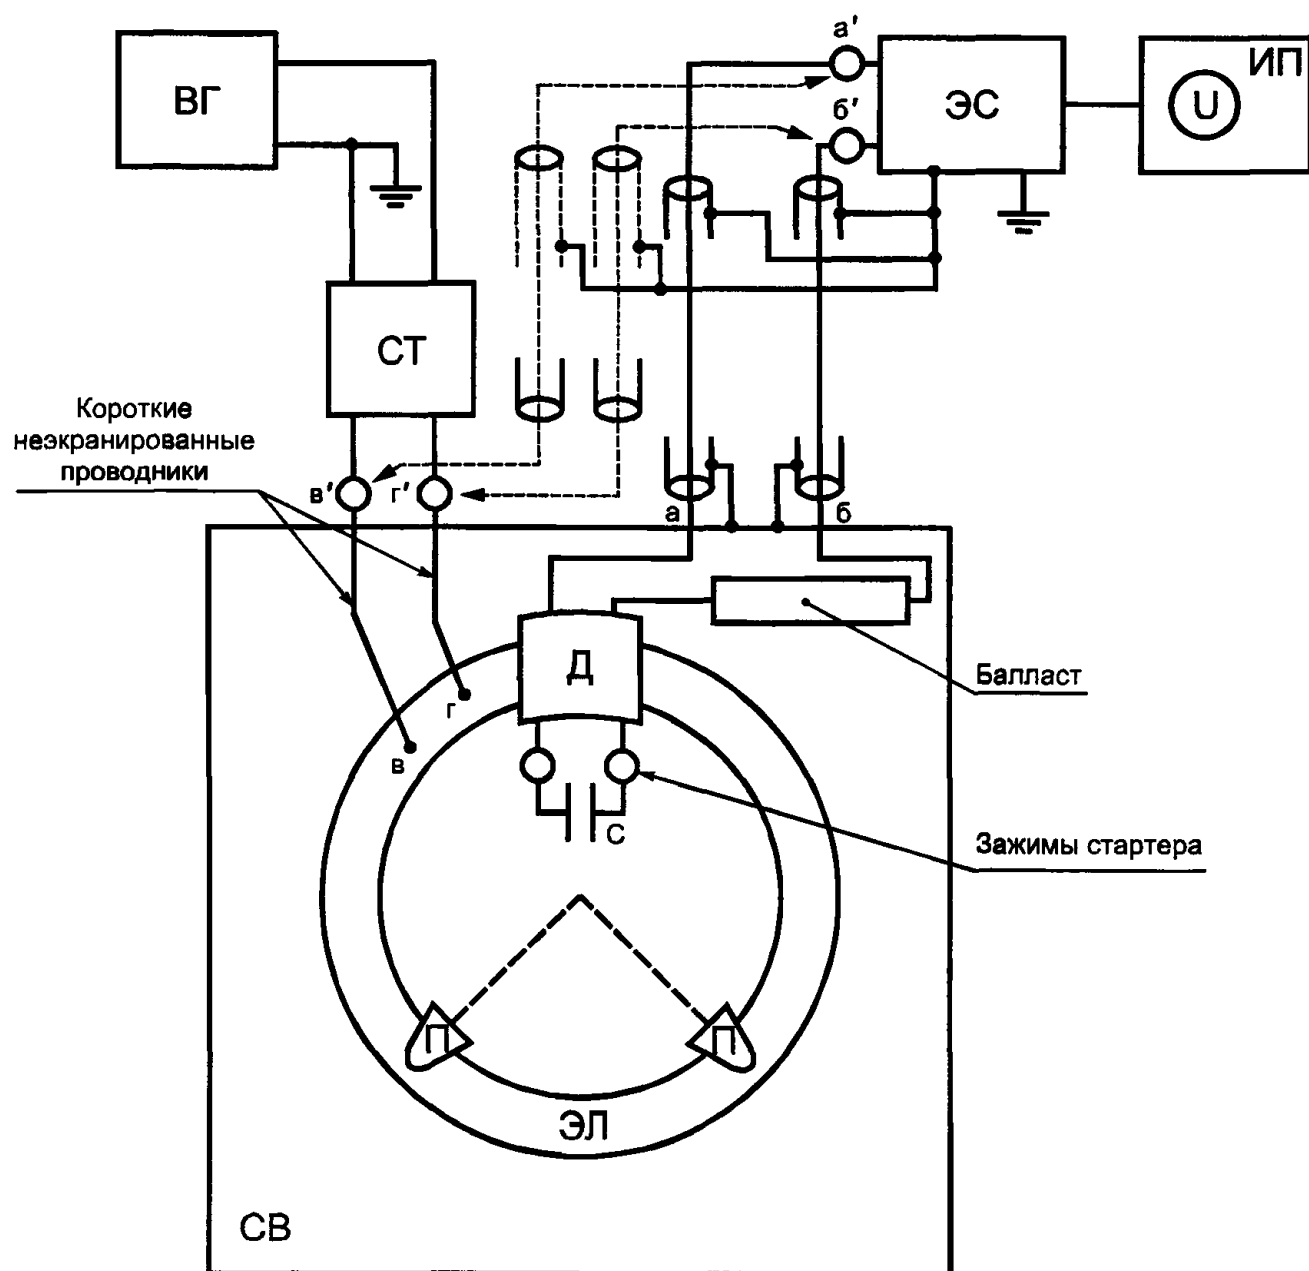 а'
ИП
ВГ
ЭС
U
б'
СТ
Короткие
неэкранированные
проводники
в'
г'
а
б
Д
Балласт
г
в
С
Зажимы стартера
П
П
ЭЛ
СВ